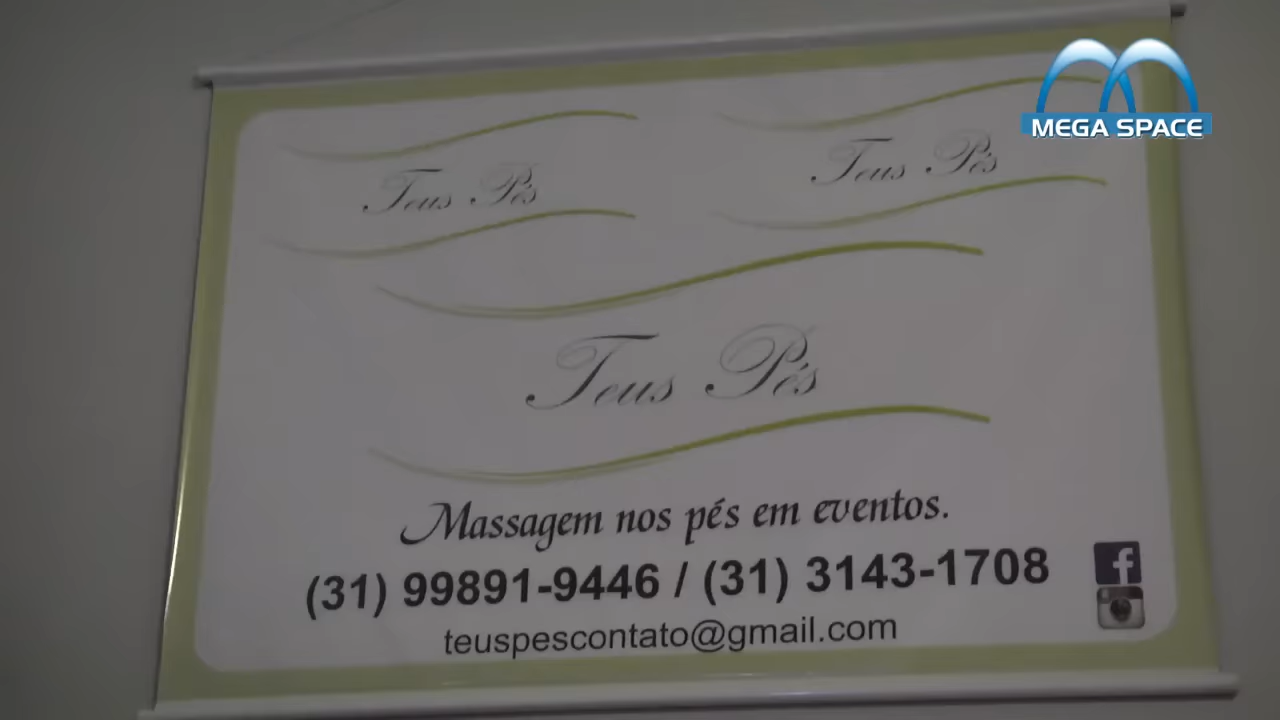 MEGA SPACE
Teus Pés
Teus Pés
Teus Pés
Massagem nos pés em eventos.
(31) 99891-9446 / (31) 3143-1708
teuspescontato@gmail.com